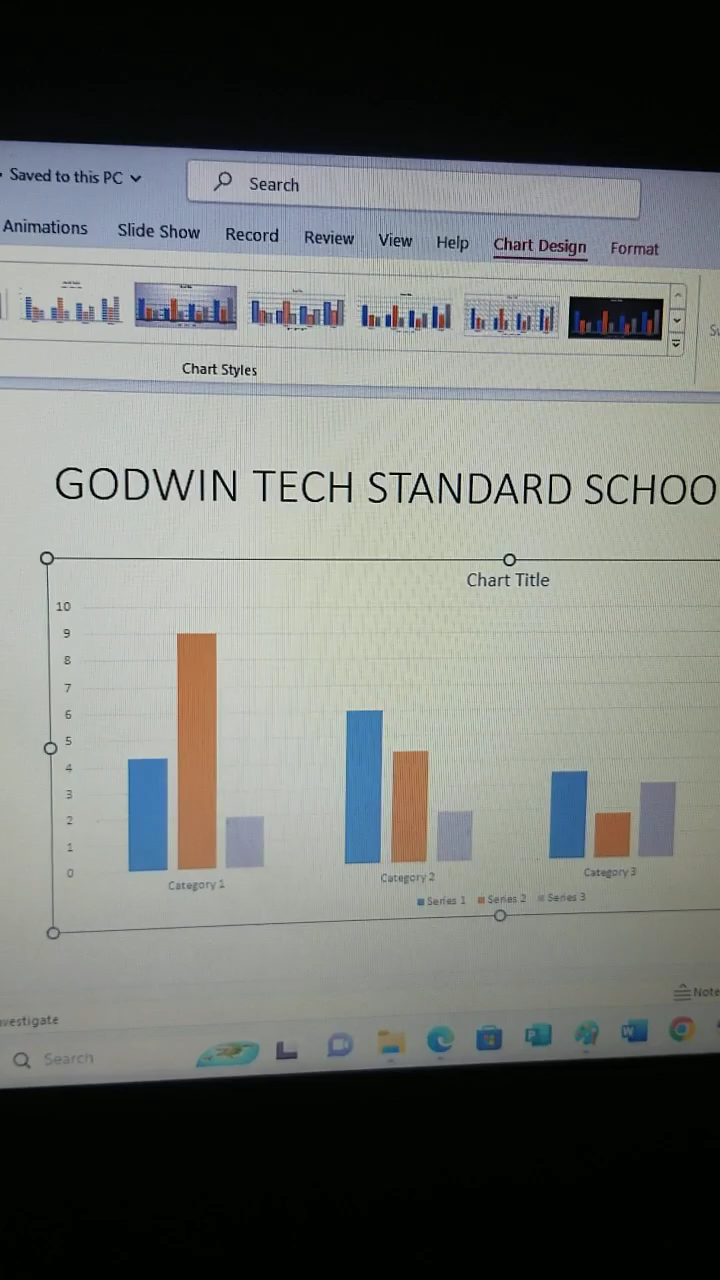 Saved to this PC
Search
Animations Slide Show Record Review View Help Chart Design Format
Chart Styles
GODWIN TECH STANDARD SCHOO
Chart Title
10
9
8
7
6
5
4
3
2
1
0
Category 1 Category 2 Category 3
Series 1 Series 2 Series 3
Note
vestigate
Search